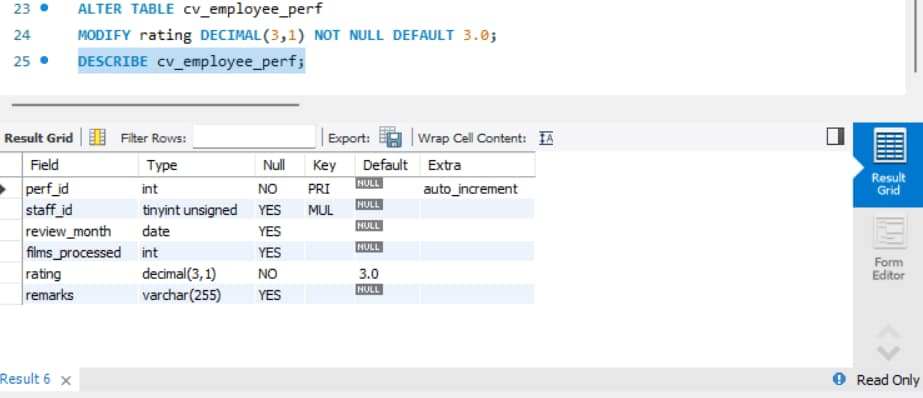 23 ALTER TABLE cv_employee_perf
24 MODIFY rating DECIMAL(3,1) NOT NULL DEFAULT 3.0;
25 DESCRIBE cv_employee_perf;
Result Grid Filter Rows: Export: Wrap Cell Content: IA
Field Type Null Key Default Extra
perf_id int NO PRI NULL auto_increment
staff_id tinyint unsigned YES MUL NULL
review_month date YES NULL
films_processed int YES NULL
rating decimal(3,1) NO 3.0
remarks varchar(255) YES NULL
Result
Grid
Form
Editor
Result 6 Read Only